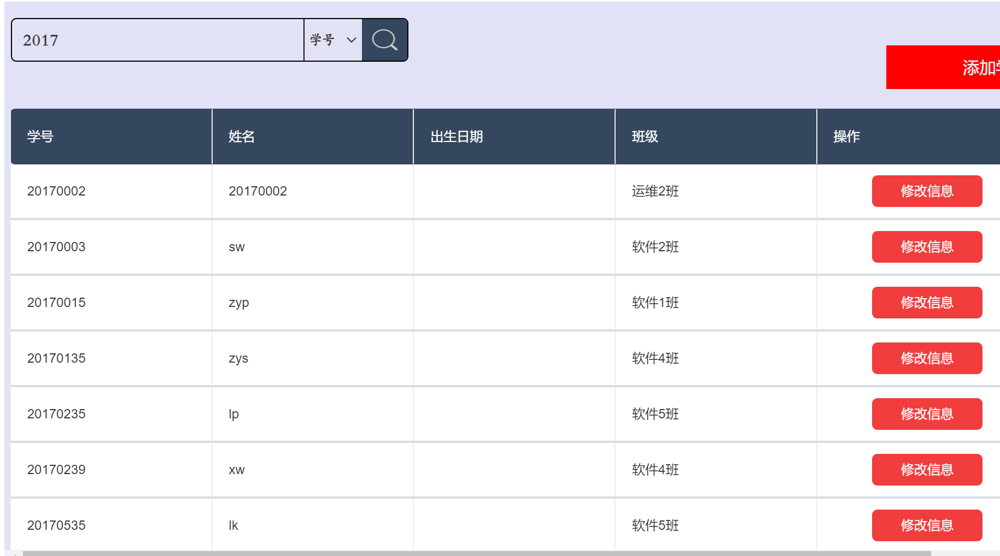 2017 学号
添加
学号 姓名 出生日期 班级 操作
20170002 20170002 运维2班 修改信息
20170003 sw 软件2班 修改信息
20170015 zyp 软件1班 修改信息
20170135 zys 软件4班 修改信息
20170235 lp 软件5班 修改信息
20170239 xw 软件4班 修改信息
20170535 lk 软件5班 修改信息